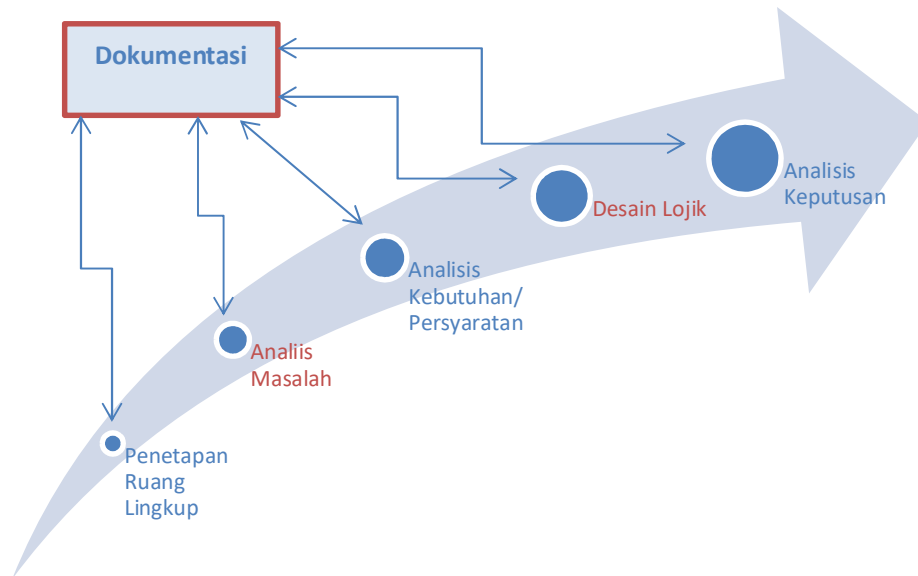 Dokumentasi
Penetapan
Ruang
Lingkup
Analiis
Masalah
Analisis
Kebutuhan/
Persyaratan
Desain Lojik
Analisis
Keputusan